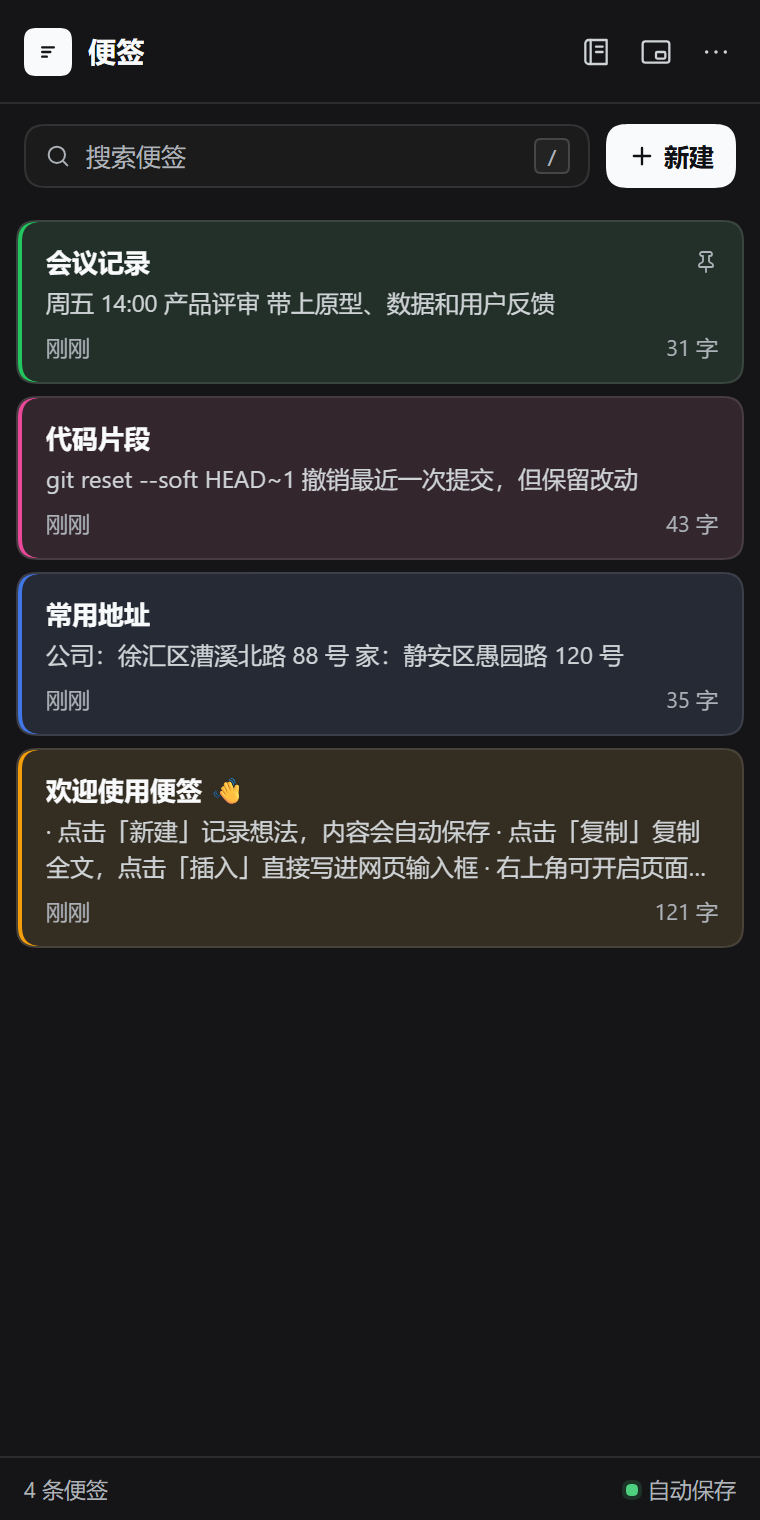 便签
搜索便签 /
+ 新建
会议记录
周五 14:00 产品评审 带上原型、数据和用户反馈
刚刚 31 字
代码片段
git reset --soft HEAD~1 撤销最近一次提交，但保留改动
刚刚 43 字
常用地址
公司：徐汇区漕溪北路 88 号 家：静安区愚园路 120 号
刚刚 35 字
欢迎使用便签 👋
· 点击「新建」记录想法，内容会自动保存 · 点击「复制」复制
全文，点击「插入」直接写进网页输入框 · 右上角可开启页面...
刚刚 121 字
4 条便签 自动保存